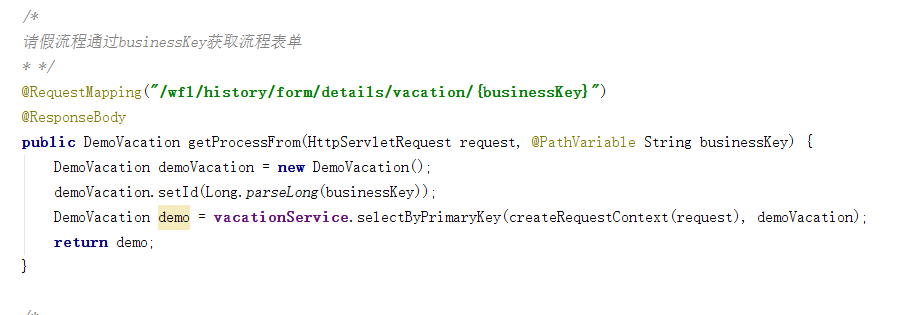 /*
请假流程通过businessKey获取流程表单
* */
@RequestMapping("/wfl/history/form/details/vacation/{businessKey}")
@ResponseBody
public DemoVacation getProcessFrom(HttpServletRequest request, @PathVariable String businessKey) {
DemoVacation demoVacation = new DemoVacation();
demoVacation.setId(Long.parseLong(businessKey));
DemoVacation demo = vacationService.selectByPrimaryKey(createRequestContext(request), demoVacation);
return demo;
}
/*